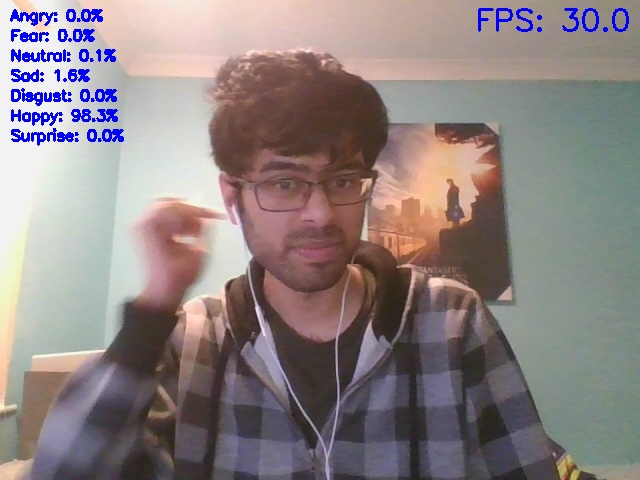 Angry: 0.0%
FPS: 30.0
Fear: 0.0%
Neutral: 0.1%
Sad: 1.6%
Disgust: 0.0%
Happy: 98.3%
Surprise: 0.0%
FANTASTIC